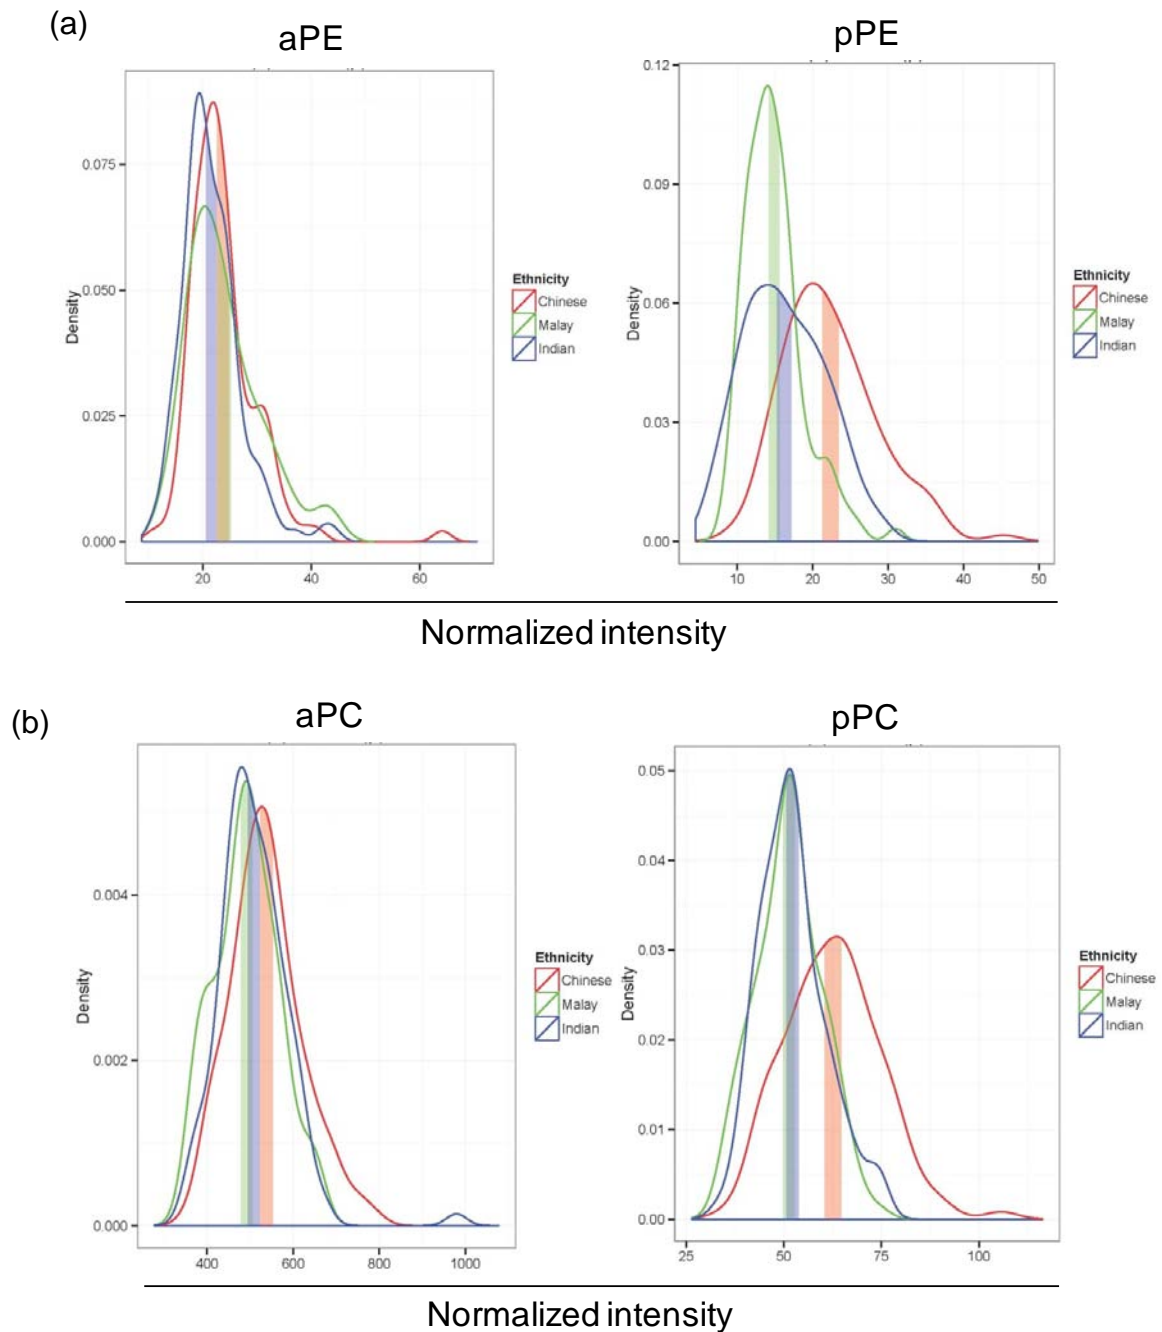 (a)
aPE
pPE
Density
0.075
0.050
0.025
0.000
20
40
60
Ethnicity
Chinese
Malay
Indian
Density
0.12
0.09
0.06
0.03
0.00
10
20
30
40
50
Ethnicity
Chinese
Malay
Indian
Normalized intensity
(b)
aPC
pPC
Density
0.004
0.002
0.000
400
600
800
1000
Ethnicity
Chinese
Malay
Indian
Density
0.05
0.04
0.03
0.02
0.01
0.00
25
50
75
100
Ethnicity
Chinese
Malay
Indian
Normalized intensity